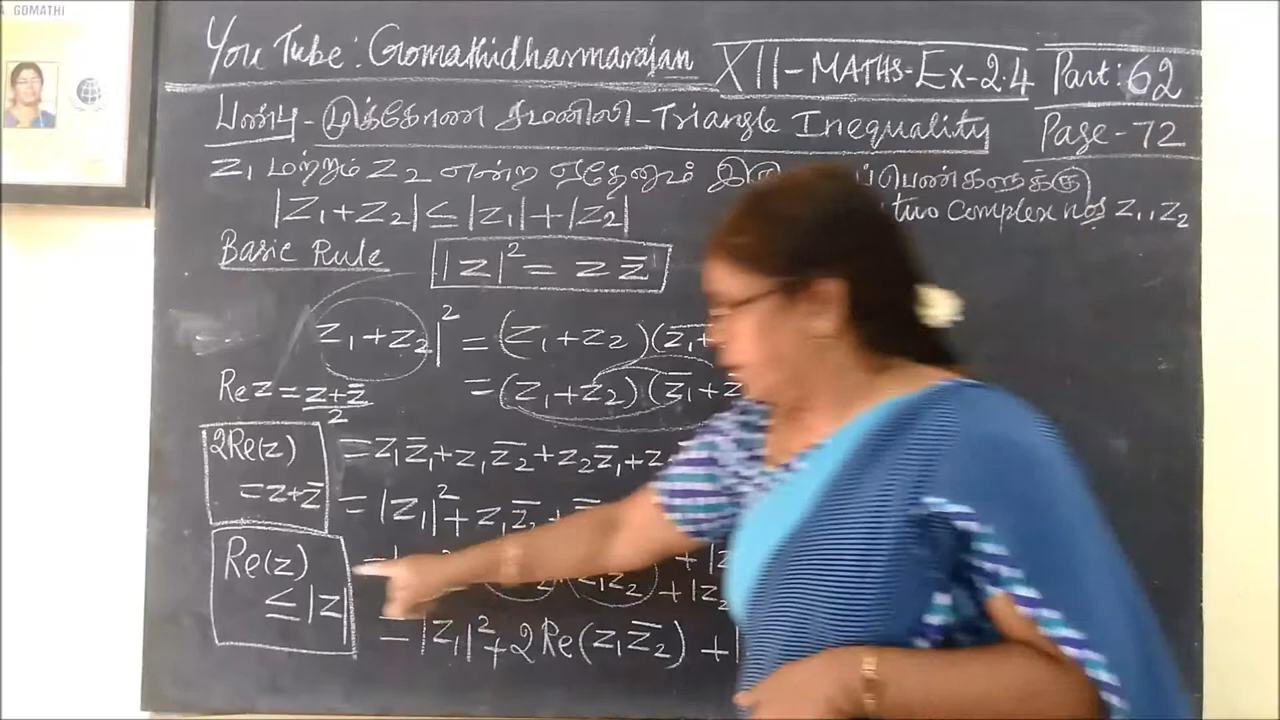 GOMATHI
You Tube: Gomathidharmarajan
XII-MATHS-Ex-2.4
Part: 62
பண்பு - முக்கோண சமனிலி - Triangle Inequality
Page-72
Z₁ மற்றும் Z₂ என்ற ஏதேனும்
|Z₁+Z₂| ≤ |Z₁|+|Z₂|
two complex nos Z₁, Z₂
Basic Rule
|z|² = z z̅
z₁+z₂|² = (z₁+z₂)(z̅₁+
Re z = z+z̅/2
= (z₁+z₂)(z̅₁+z̅
2Re(z)
= z+z̅
= z₁z̅₁+z₁z̅₂+z₂z̅₁+z
= |z₁|²+z₁z̅₂+
Re(z)
≤ |z|
+ |z₂
= |z₁|²+2Re(z₁z̅₂)+|